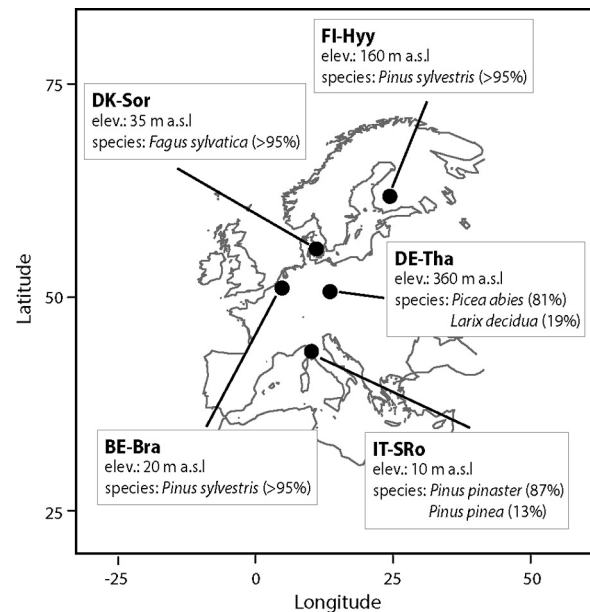 FI-Hyy
elev.: 160 m a.s.l
species: Pinus sylvestris (>95%)
DK-Sor
elev.: 35 m a.s.l
species: Fagus sylvatica (>95%)
DE-Tha
elev.: 360 m a.s.l
species: Picea abies (81%)
Larix decidua (19%)
BE-Bra
elev.: 20 m a.s.l
species: Pinus sylvestris (>95%)
IT-SRo
elev.: 10 m a.s.l
species: Pinus pinaster (87%)
Pinus pinea (13%)
75
50
25
Latitude
-25
0
25
50
Longitude